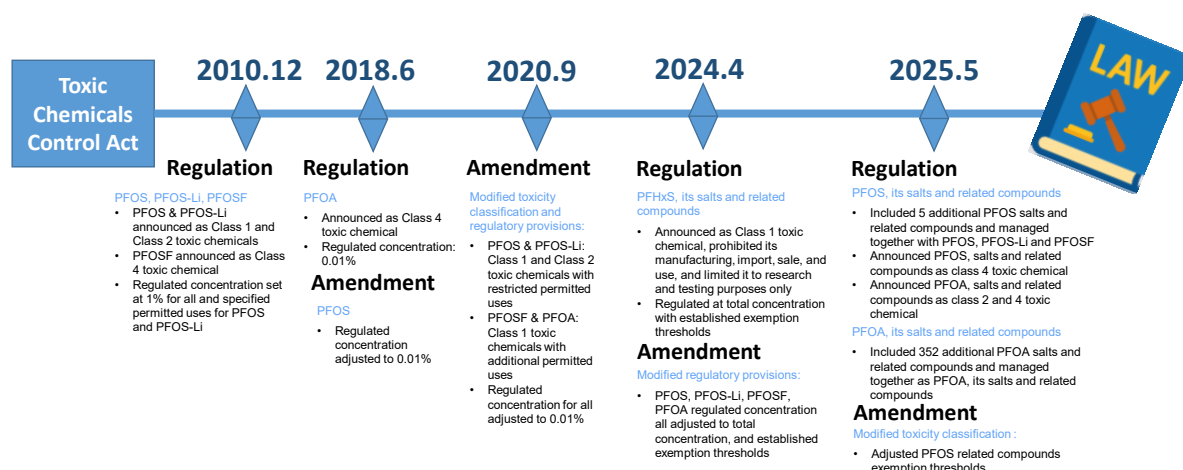 Toxic
Chemicals
Control Act
2010.12
Regulation
PFOS, PFOS-Li, PFOSF
• PFOS & PFOS-Li
announced as Class 1 and
Class 2 toxic chemicals
• PFOSF announced as Class
4 toxic chemical
• Regulated concentration set
at 1% for all and specified
permitted uses for PFOS
and PFOS-Li
2018.6
Regulation
PFOA
• Announced as Class 4
toxic chemical
• Regulated concentration:
0.01%
Amendment
PFOS
• Regulated
concentration
adjusted to 0.01%
2020.9
Amendment
Modified toxicity
classification and
regulatory provisions:
• PFOS & PFOS-Li:
Class 1 and Class 2
toxic chemicals with
restricted permitted
uses
• PFOSF & PFOA:
Class 1 toxic
chemicals with
additional permitted
uses
• Regulated
concentration for all
adjusted to 0.01%
2024.4
Regulation
PFHxS, its salts and related
compounds
• Announced as Class 1 toxic
chemical, prohibited its
manufacturing, import, sale, and
use, and limited it to research
and testing purposes only
• Regulated at total concentration
with established exemption
thresholds
Amendment
Modified regulatory provisions:
• PFOS, PFOS-Li, PFOSF,
PFOA regulated concentration
all adjusted to total
concentration, and established
exemption thresholds
2025.5
Regulation
PFOS, its salts and related compounds
• Included 5 additional PFOS salts and
related compounds and managed
together with PFOS, PFOS-Li and PFOSF
• Announced PFOS, salts and related
compounds as class 4 toxic chemical
• Announced PFOA, salts and related
compounds as class 2 and 4 toxic
chemical
PFOA, its salts and related compounds
• Included 352 additional PFOA salts and
related compounds and managed
together as PFOA, its salts and related
compounds
Amendment
Modified toxicity classification :
• Adjusted PFOS related compounds
exemption thresholds
LAW